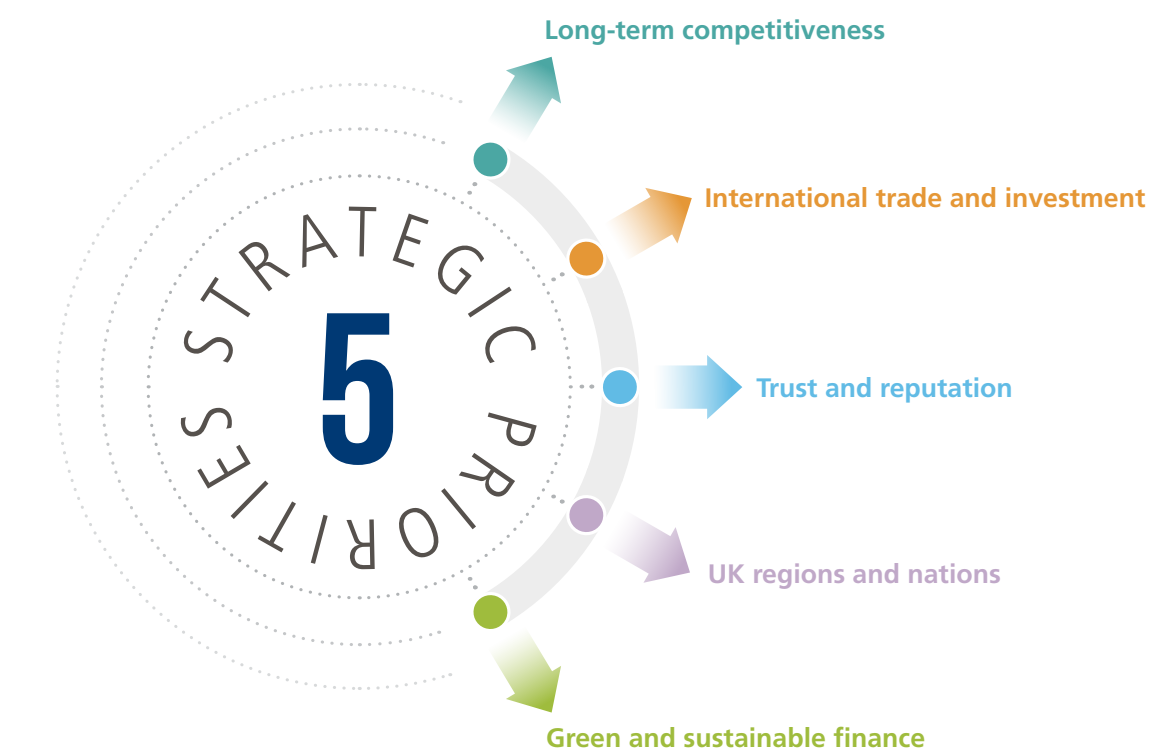 Long-term competitiveness
International trade and investment
STRATEGIC
5
Trust and reputation
PRIORITIES
UK regions and nations
Green and sustainable finance